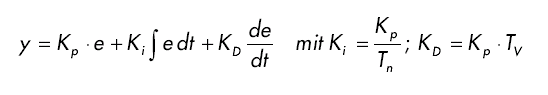 y = K_p · e + K_i ∫ e dt + K_D de/dt mit K_i = K_p/T_n ; K_D = K_p · T_V